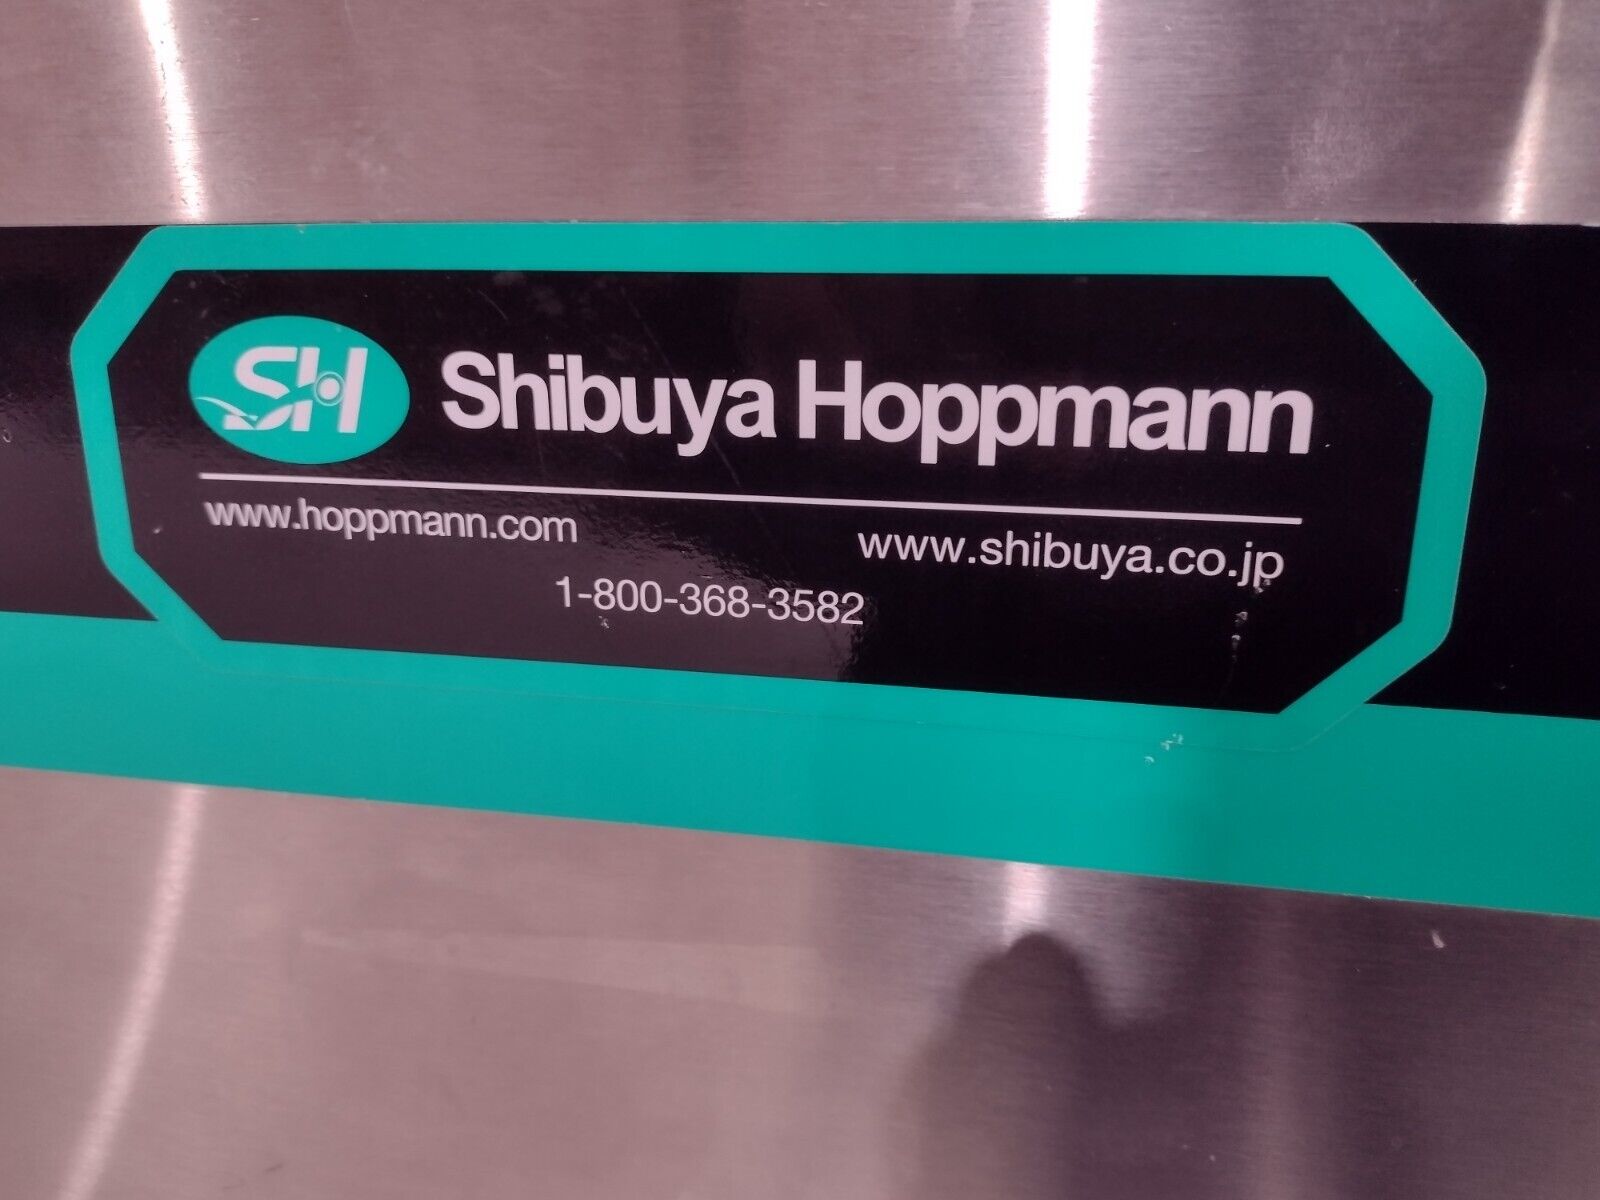 SH Shibuya Hoppmann
www.hoppmann.com www.shibuya.co.jp
1-800-368-3582